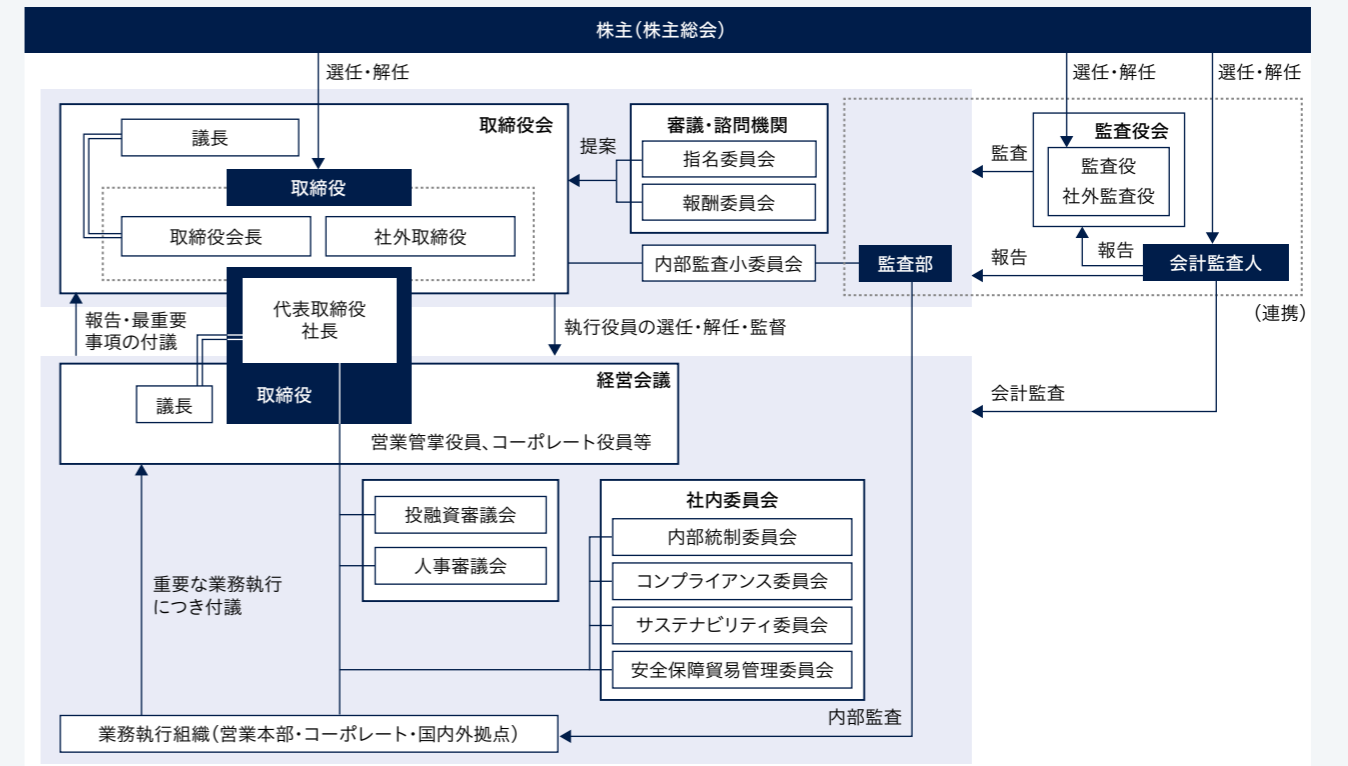 株主(株主総会)
選任・解任
選任・解任
選任・解任
取締役会
議長
取締役
取締役会長
社外取締役
提案
審議・諮問機関
指名委員会
報酬委員会
内部監査小委員会
監査部
監査
監査役会
監査役
社外監査役
報告
報告
会計監査人
(連携)
代表取締役
社長
報告・最重要
事項の付議
執行役員の選任・解任・監督
経営会議
議長
取締役
営業管掌役員、コーポレート役員等
会計監査
投融資審議会
人事審議会
社内委員会
内部統制委員会
コンプライアンス委員会
サステナビリティ委員会
安全保障貿易管理委員会
重要な業務執行
につき付議
内部監査
業務執行組織(営業本部・コーポレート・国内外拠点)